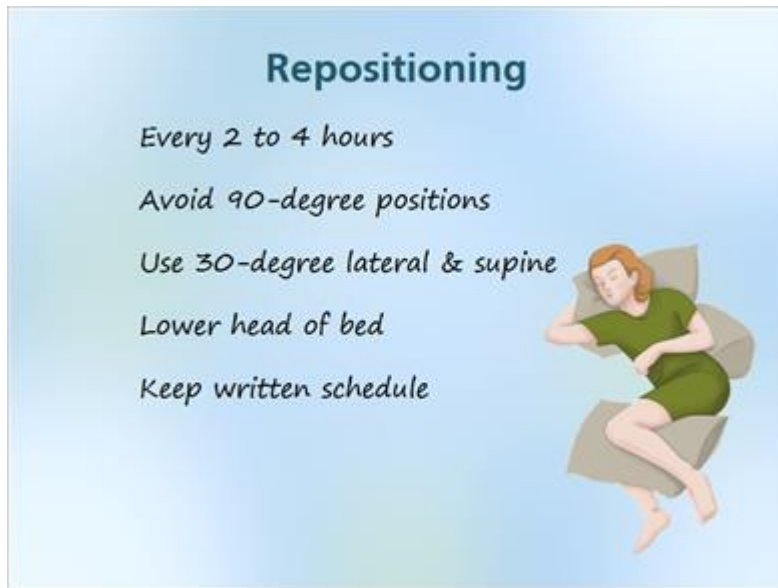 Repositioning
Every 2 to 4 hours
Avoid 90-degree positions
Use 30-degree lateral & supine
Lower head of bed
Keep written schedule